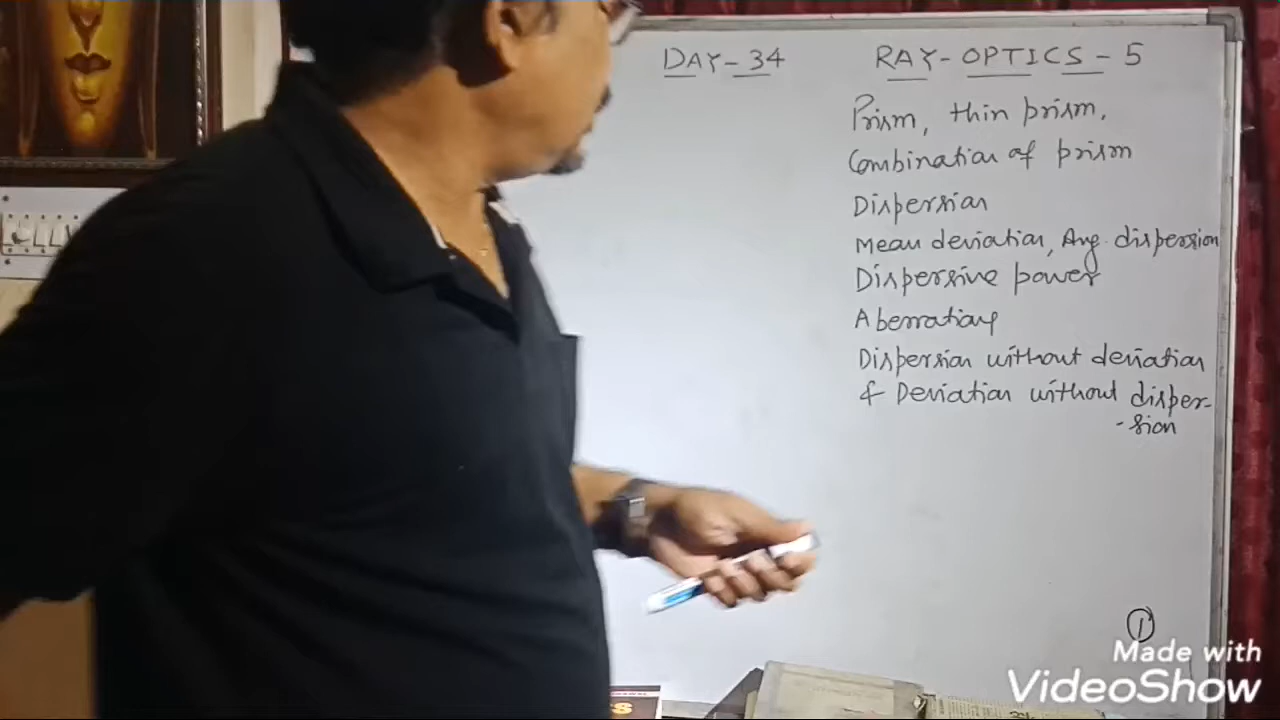 DAY-34 RAY-OPTICS-5
Prism, thin prism,
Combination of prism
Dispersion
Mean deviation, Ang. dispersion
Dispersive power
Aberrations
Dispersion without deviation
& Deviation without disper-
-sion
1
Made with
VideoShow